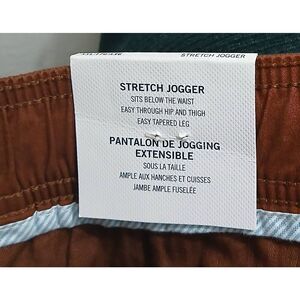 STRETCH JOGGER
STRETCH JOGGER
SITS BELOW THE WAIST
EASY THROUGH HIP AND THIGH
EASY TAPERED LEG
PANTALON DE JOGGING
EXTENSIBLE
SOUS LA TAILLE
AMPLE AUX HANCHES ET CUISSES
JAMBE AMPLE FUSELÉE